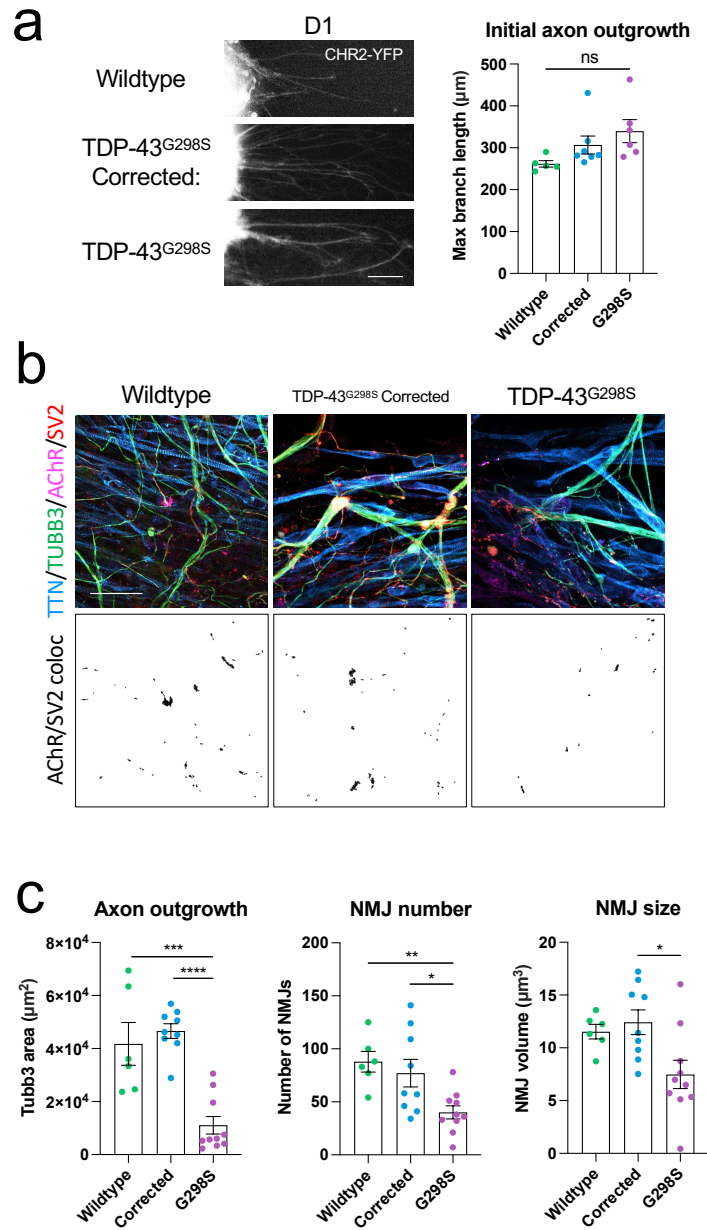 a
D1
CHR2-YFP
Wildtype
TDP-43ᴳ²⁹⁸ˢ
Corrected:
TDP-43ᴳ²⁹⁸ˢ
Initial axon outgrowth
ns
Max branch length (μm)
500
400
300
200
100
0
Wildtype
Corrected
G298S
b
Wildtype
TDP-43ᴳ²⁹⁸ˢ Corrected
TDP-43ᴳ²⁹⁸ˢ
TTN/TUBB3/AChR/SV2
AChR/SV2 coloc
c
Axon outgrowth
***
****
Tubb3 area (μm²)
8×10⁴
6×10⁴
4×10⁴
2×10⁴
0
Wildtype
Corrected
G298S
NMJ number
**
*
Number of NMJs
200
150
100
50
0
Wildtype
Corrected
G298S
NMJ size
*
NMJ volume (μm³)
20
15
10
5
0
Wildtype
Corrected
G298S